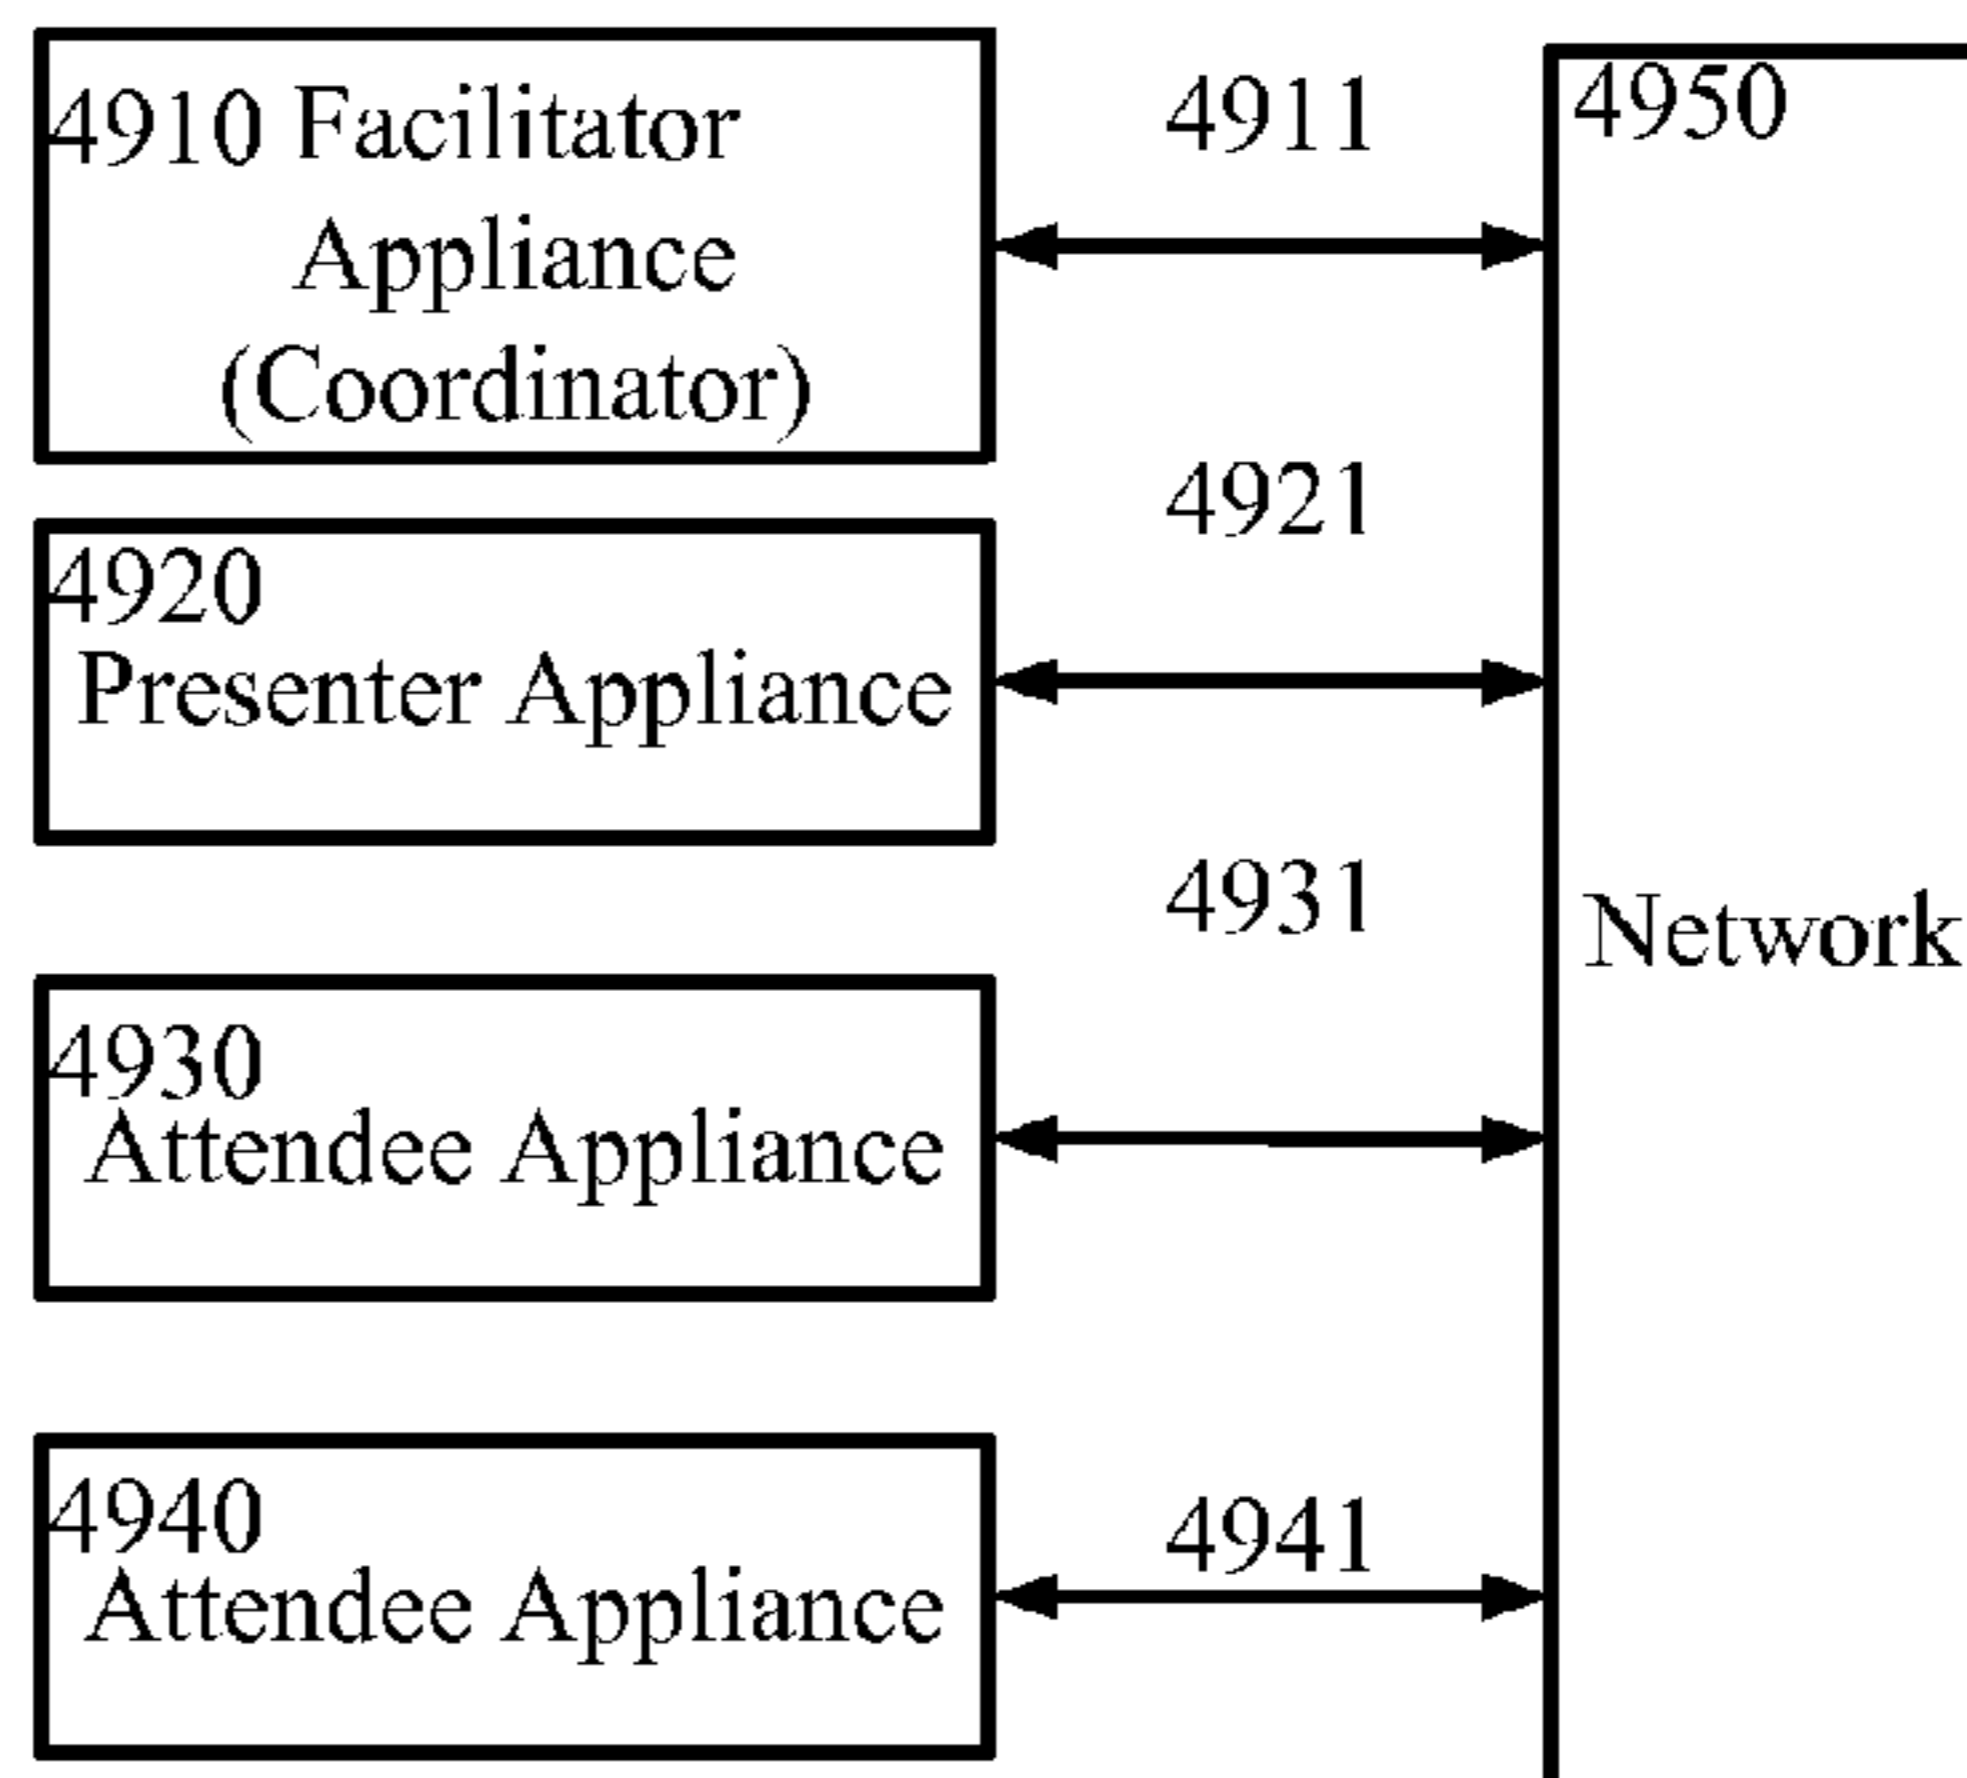 4910 Facilitator
Appliance
(Coordinator)
4911
4950
4921
4920
Presenter Appliance
4931
Network
4930
Attendee Appliance
4940
Attendee Appliance
4941